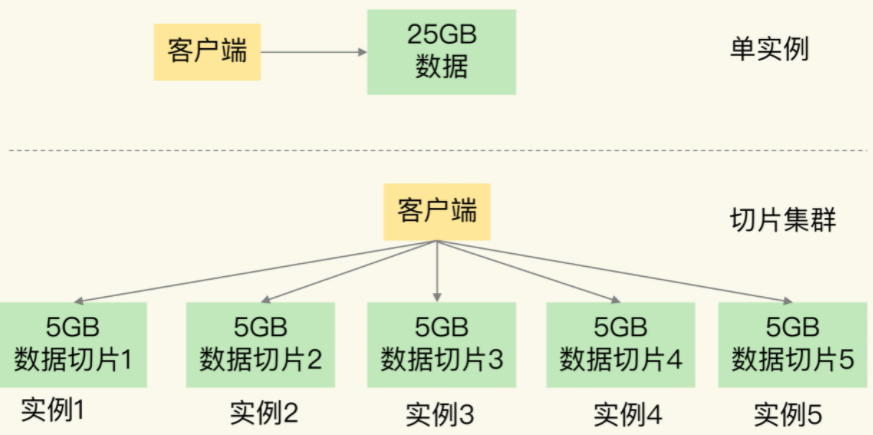 客户端
25GB
数据
单实例
客户端
切片集群
5GB
数据切片1
5GB
数据切片2
5GB
数据切片3
5GB
数据切片4
5GB
数据切片5
实例1
实例2
实例3
实例4
实例5